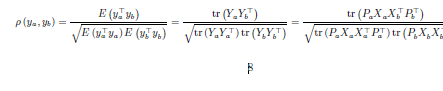 ρ(y_a, y_b) = E(y_a^⊤ y_b) / √(E(y_a^⊤ y_a) E(y_b^⊤ y_b)) = tr(Y_a Y_b^⊤) / √(tr(Y_a Y_a^⊤) tr(Y_b Y_b^⊤)) = tr(P_a X_a X_b^⊤ P_b^⊤) / √(tr(P_a X_a X_a^⊤ P_a^⊤) tr(P_b X_b X_b